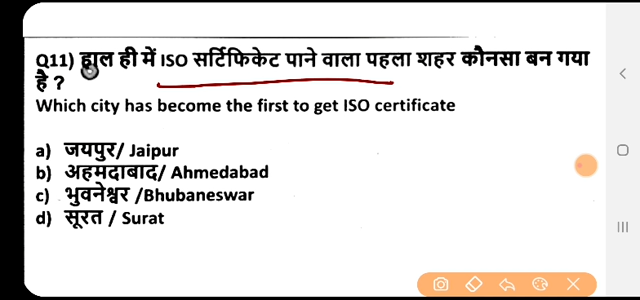 Q11) हाल ही में ISO सर्टिफिकेट पाने वाला पहला शहर कौनसा बन गया
है ?
Which city has become the first to get ISO certificate
a) जयपुर/ Jaipur
b) अहमदाबाद/ Ahmedabad
c) भुवनेश्वर /Bhubaneswar
d) सूरत / Surat